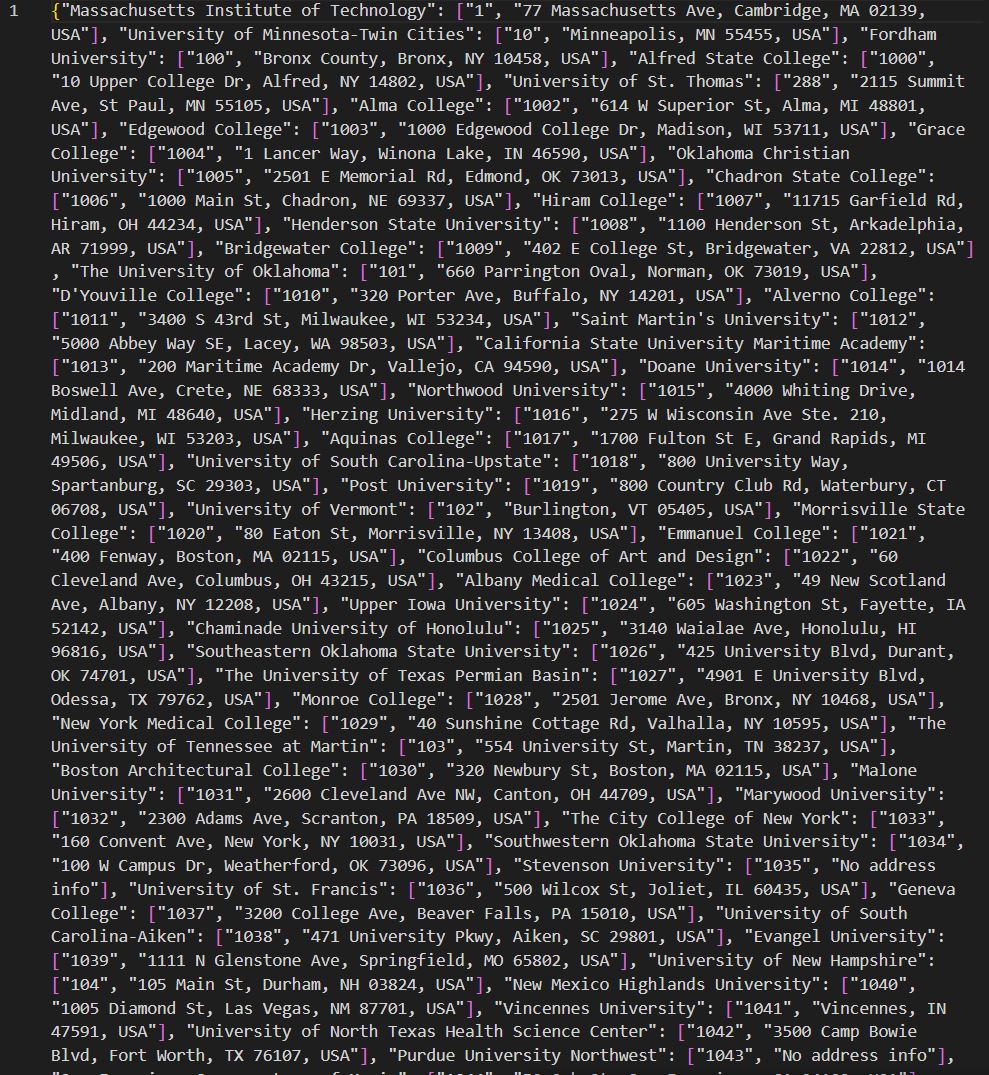 1 {"Massachusetts Institute of Technology": ["1", "77 Massachusetts Ave, Cambridge, MA 02139,
USA"], "University of Minnesota-Twin Cities": ["10", "Minneapolis, MN 55455, USA"], "Fordham
University": ["100", "Bronx County, Bronx, NY 10458, USA"], "Alfred State College": ["1000",
"10 Upper College Dr, Alfred, NY 14802, USA"], "University of St. Thomas": ["288", "2115 Summit
Ave, St Paul, MN 55105, USA"], "Alma College": ["1002", "614 W Superior St, Alma, MI 48801,
USA"], "Edgewood College": ["1003", "1000 Edgewood College Dr, Madison, WI 53711, USA"], "Grace
College": ["1004", "1 Lancer Way, Winona Lake, IN 46590, USA"], "Oklahoma Christian
University": ["1005", "2501 E Memorial Rd, Edmond, OK 73013, USA"], "Chadron State College":
["1006", "1000 Main St, Chadron, NE 69337, USA"], "Hiram College": ["1007", "11715 Garfield Rd,
Hiram, OH 44234, USA"], "Henderson State University": ["1008", "1100 Henderson St, Arkadelphia,
AR 71999, USA"], "Bridgewater College": ["1009", "402 E College St, Bridgewater, VA 22812, USA"]
, "The University of Oklahoma": ["101", "660 Parrington Oval, Norman, OK 73019, USA"],
"D'Youville College": ["1010", "320 Porter Ave, Buffalo, NY 14201, USA"], "Alverno College":
["1011", "3400 S 43rd St, Milwaukee, WI 53234, USA"], "Saint Martin's University": ["1012",
"5000 Abbey Way SE, Lacey, WA 98503, USA"], "California State University Maritime Academy":
["1013", "200 Maritime Academy Dr, Vallejo, CA 94590, USA"], "Doane University": ["1014", "1014
Boswell Ave, Crete, NE 68333, USA"], "Northwood University": ["1015", "4000 Whiting Drive,
Midland, MI 48640, USA"], "Herzing University": ["1016", "275 W Wisconsin Ave Ste. 210,
Milwaukee, WI 53203, USA"], "Aquinas College": ["1017", "1700 Fulton St E, Grand Rapids, MI
49506, USA"], "University of South Carolina-Upstate": ["1018", "800 University Way,
Spartanburg, SC 29303, USA"], "Post University": ["1019", "800 Country Club Rd, Waterbury, CT
06708, USA"], "University of Vermont": ["102", "Burlington, VT 05405, USA"], "Morrisville State
College": ["1020", "80 Eaton St, Morrisville, NY 13408, USA"], "Emmanuel College": ["1021",
"400 Fenway, Boston, MA 02115, USA"], "Columbus College of Art and Design": ["1022", "60
Cleveland Ave, Columbus, OH 43215, USA"], "Albany Medical College": ["1023", "49 New Scotland
Ave, Albany, NY 12208, USA"], "Upper Iowa University": ["1024", "605 Washington St, Fayette, IA
52142, USA"], "Chaminade University of Honolulu": ["1025", "3140 Waialae Ave, Honolulu, HI
96816, USA"], "Southeastern Oklahoma State University": ["1026", "425 University Blvd, Durant,
OK 74701, USA"], "The University of Texas Permian Basin": ["1027", "4901 E University Blvd,
Odessa, TX 79762, USA"], "Monroe College": ["1028", "2501 Jerome Ave, Bronx, NY 10468, USA"],
"New York Medical College": ["1029", "40 Sunshine Cottage Rd, Valhalla, NY 10595, USA"], "The
University of Tennessee at Martin": ["103", "554 University St, Martin, TN 38237, USA"],
"Boston Architectural College": ["1030", "320 Newbury St, Boston, MA 02115, USA"], "Malone
University": ["1031", "2600 Cleveland Ave NW, Canton, OH 44709, USA"], "Marywood University":
["1032", "2300 Adams Ave, Scranton, PA 18509, USA"], "The City College of New York": ["1033",
"160 Convent Ave, New York, NY 10031, USA"], "Southwestern Oklahoma State University": ["1034",
"100 W Campus Dr, Weatherford, OK 73096, USA"], "Stevenson University": ["1035", "No address
info"], "University of St. Francis": ["1036", "500 Wilcox St, Joliet, IL 60435, USA"], "Geneva
College": ["1037", "3200 College Ave, Beaver Falls, PA 15010, USA"], "University of South
Carolina-Aiken": ["1038", "471 University Pkwy, Aiken, SC 29801, USA"], "Evangel University":
["1039", "1111 N Glenstone Ave, Springfield, MO 65802, USA"], "University of New Hampshire":
["104", "105 Main St, Durham, NH 03824, USA"], "New Mexico Highlands University": ["1040",
"1005 Diamond St, Las Vegas, NM 87701, USA"], "Vincennes University": ["1041", "Vincennes, IN
47591, USA"], "University of North Texas Health Science Center": ["1042", "3500 Camp Bowie
Blvd, Fort Worth, TX 76107, USA"], "Purdue University Northwest": ["1043", "No address info"],